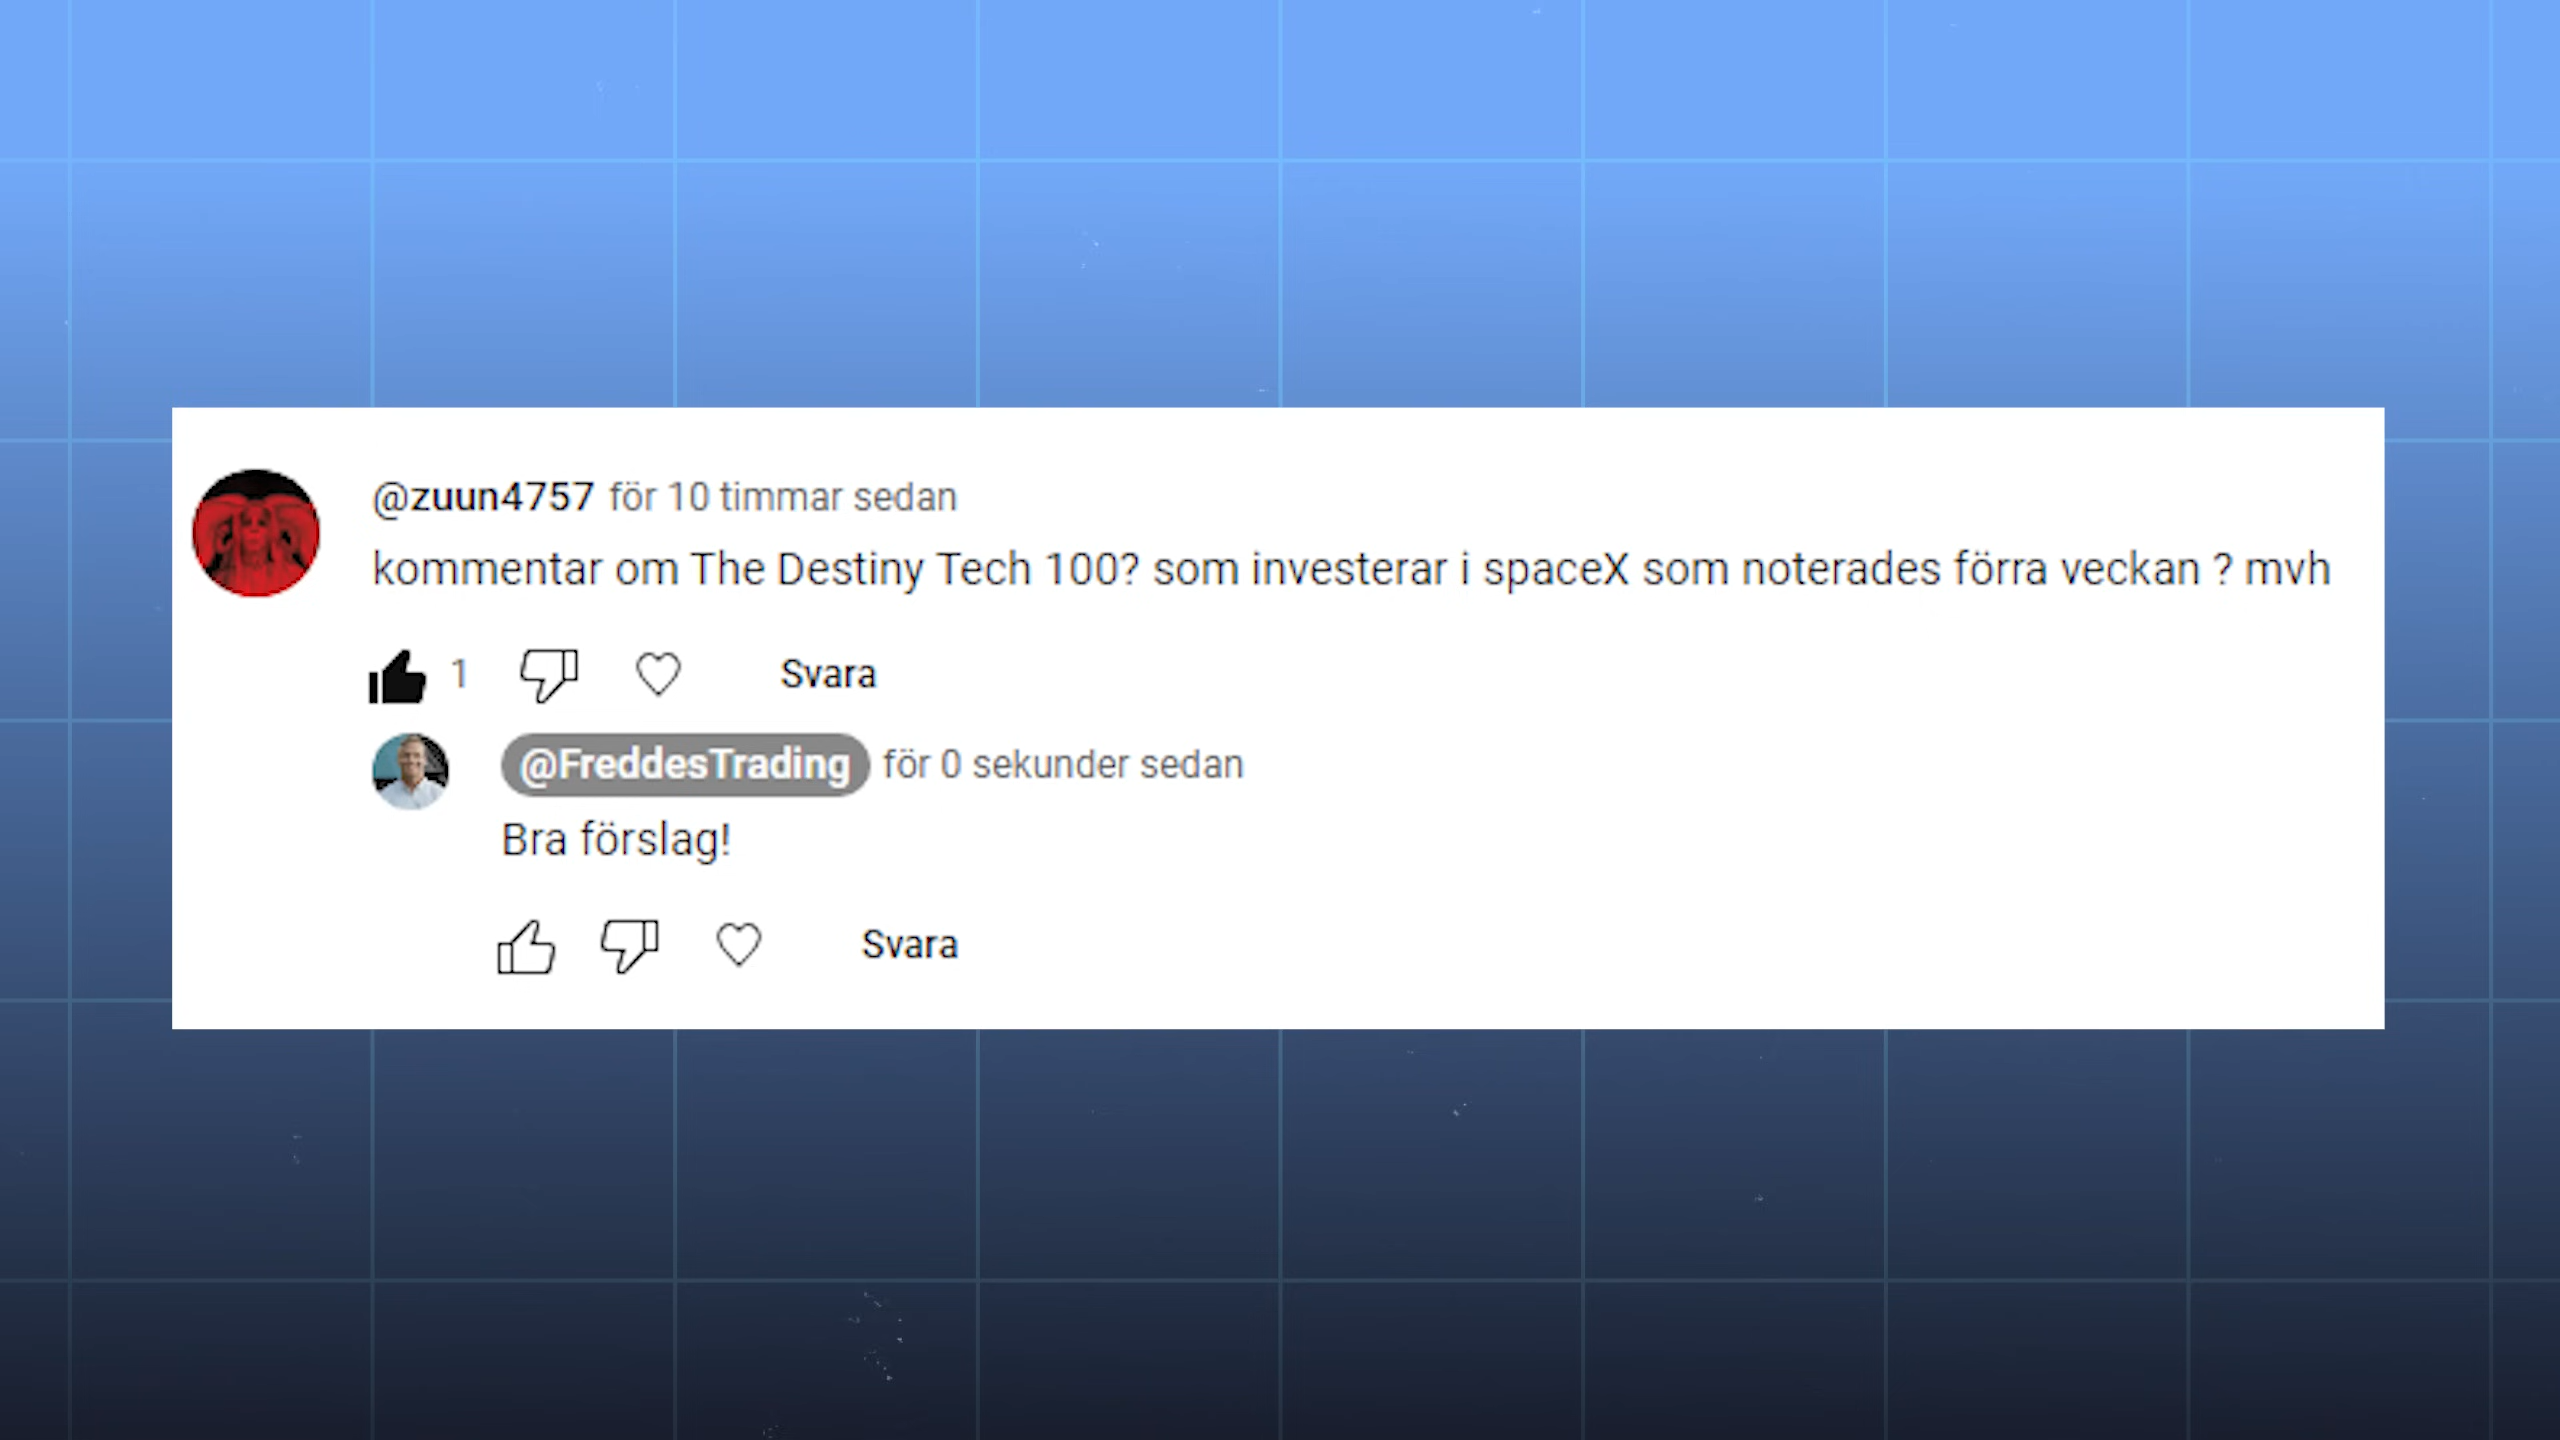 @zuun4757 för 10 timmar sedan
kommentar om The Destiny Tech 100? som investerar i spaceX som noterades förra veckan ? mvh
1 Svara
@FreddesTrading för 0 sekunder sedan
Bra förslag!
Svara